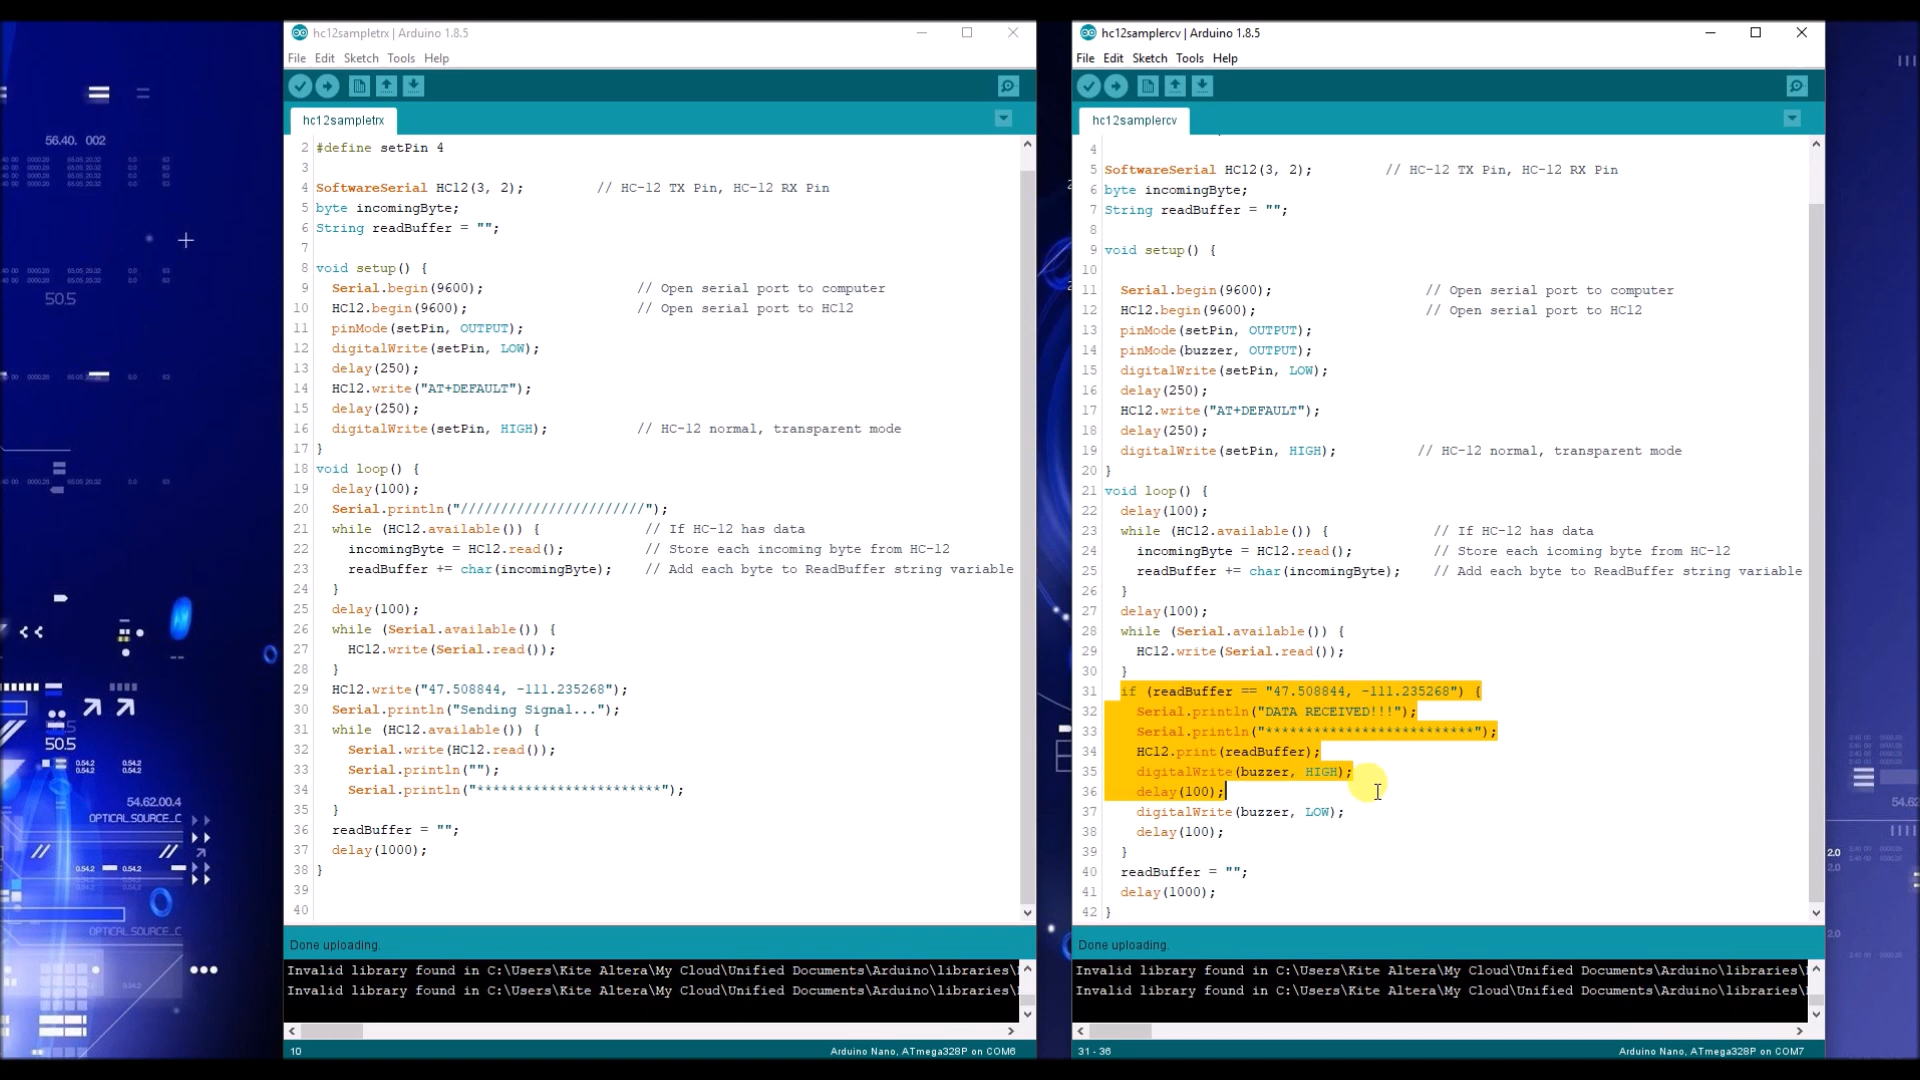 hc12sampletrx | Arduino 1.8.5
File Edit Sketch Tools Help
hc12sampletrx
2 #define setPin 4
3
4 SoftwareSerial HC12(3, 2); // HC-12 TX Pin, HC-12 RX Pin
5 byte incomingByte;
6 String readBuffer = "";
7
8 void setup() {
9 Serial.begin(9600); // Open serial port to computer
10 HC12.begin(9600); // Open serial port to HC12
11 pinMode(setPin, OUTPUT);
12 digitalWrite(setPin, LOW);
13 delay(250);
14 HC12.write("AT+DEFAULT");
15 delay(250);
16 digitalWrite(setPin, HIGH); // HC-12 normal, transparent mode
17 }
18 void loop() {
19 delay(100);
20 Serial.println("///////////////////////");
21 while (HC12.available()) { // If HC-12 has data
22 incomingByte = HC12.read(); // Store each incoming byte from HC-12
23 readBuffer += char(incomingByte); // Add each byte to ReadBuffer string variable
24 }
25 delay(100);
26 while (Serial.available()) {
27 HC12.write(Serial.read());
28 }
29 HC12.write("47.508844, -111.235268");
30 Serial.println("Sending Signal...");
31 while (HC12.available()) {
32 Serial.write(HC12.read());
33 Serial.println("");
34 Serial.println("***********************");
35 }
36 readBuffer = "";
37 delay(1000);
38 }
39
40
Done uploading.
Invalid library found in C:\Users\Kite Altera\My Cloud\Unified Documents\Arduino\libraries\
Invalid library found in C:\Users\Kite Altera\My Cloud\Unified Documents\Arduino\libraries\
10 Arduino Nano, ATmega328P on COM6
hc12samplercv | Arduino 1.8.5
File Edit Sketch Tools Help
hc12samplercv
4
5 SoftwareSerial HC12(3, 2); // HC-12 TX Pin, HC-12 RX Pin
6 byte incomingByte;
7 String readBuffer = "";
8
9 void setup() {
10
11 Serial.begin(9600); // Open serial port to computer
12 HC12.begin(9600); // Open serial port to HC12
13 pinMode(setPin, OUTPUT);
14 pinMode(buzzer, OUTPUT);
15 digitalWrite(setPin, LOW);
16 delay(250);
17 HC12.write("AT+DEFAULT");
18 delay(250);
19 digitalWrite(setPin, HIGH); // HC-12 normal, transparent mode
20 }
21 void loop() {
22 delay(100);
23 while (HC12.available()) { // If HC-12 has data
24 incomingByte = HC12.read(); // Store each icoming byte from HC-12
25 readBuffer += char(incomingByte); // Add each byte to ReadBuffer string variable
26 }
27 delay(100);
28 while (Serial.available()) {
29 HC12.write(Serial.read());
30 }
31 if (readBuffer == "47.508844, -111.235268") {
32 Serial.println("DATA RECEIVED!!!");
33 Serial.println("**************************");
34 HC12.print(readBuffer);
35 digitalWrite(buzzer, HIGH);
36 delay(100);
37 digitalWrite(buzzer, LOW);
38 delay(100);
39 }
40 readBuffer = "";
41 delay(1000);
42 }
Done uploading.
Invalid library found in C:\Users\Kite Altera\My Cloud\Unified Documents\Arduino\libraries\
Invalid library found in C:\Users\Kite Altera\My Cloud\Unified Documents\Arduino\libraries\
31 - 36 Arduino Nano, ATmega328P on COM7
56.40. 002
50.5
50.5
54.62.00.4
OPTICAL.SOURCE_C
OPTICAL.SOURCE_C
2.0